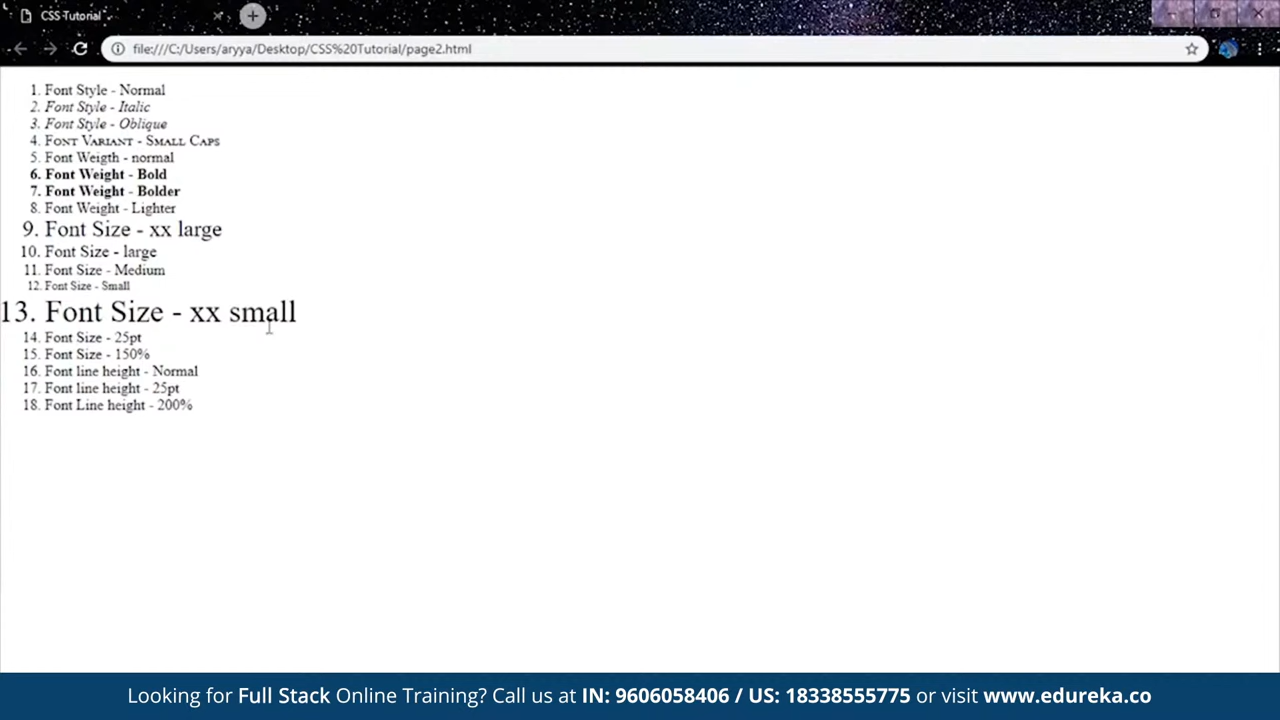 CSS Tutorial
file:///C:/Users/aryya/Desktop/CSS%20Tutorial/page2.html
1. Font Style - Normal
2. Font Style - Italic
3. Font Style - Oblique
4. Font Variant - Small Caps
5. Font Weigth - normal
6. Font Weight - Bold
7. Font Weight - Bolder
8. Font Weight - Lighter
9. Font Size - xx large
10. Font Size - large
11. Font Size - Medium
12. Font Size - Small
13. Font Size - xx small
14. Font Size - 25pt
15. Font Size - 150%
16. Font line height - Normal
17. Font line height - 25pt
18. Font Line height - 200%
Looking for Full Stack Online Training? Call us at IN: 9606058406 / US: 18338555775 or visit www.edureka.co